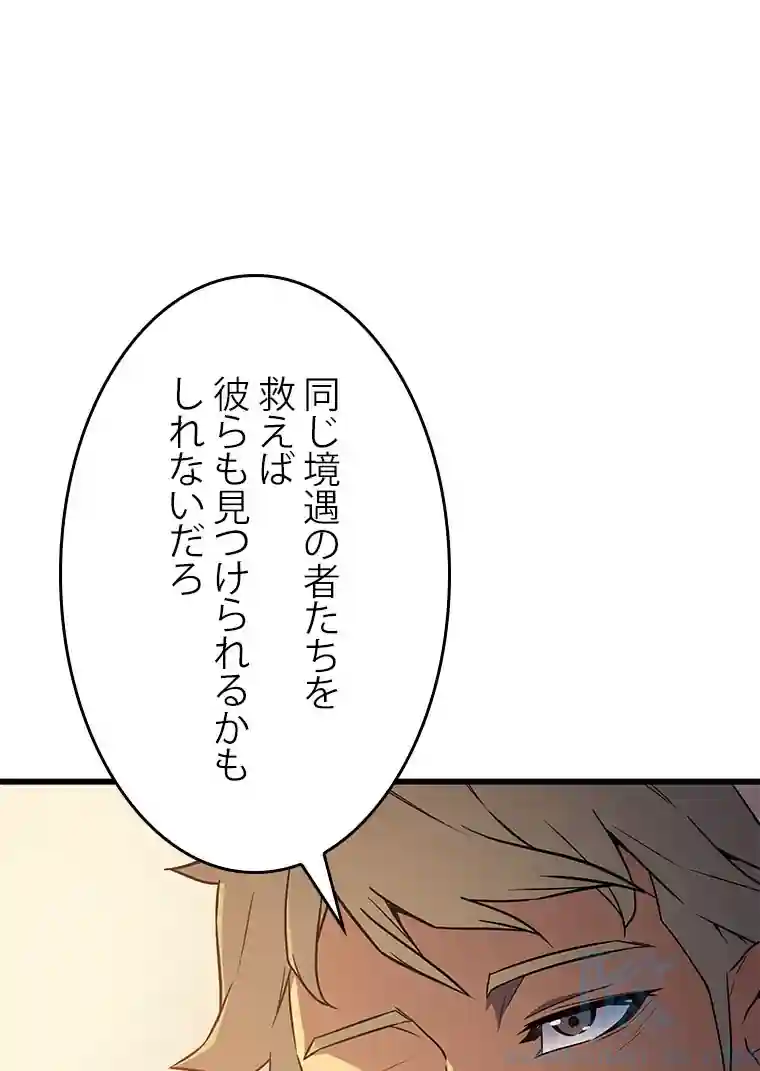 同じ境遇の者たちを
救えば
彼らも見つけられるかも
しれないだろ